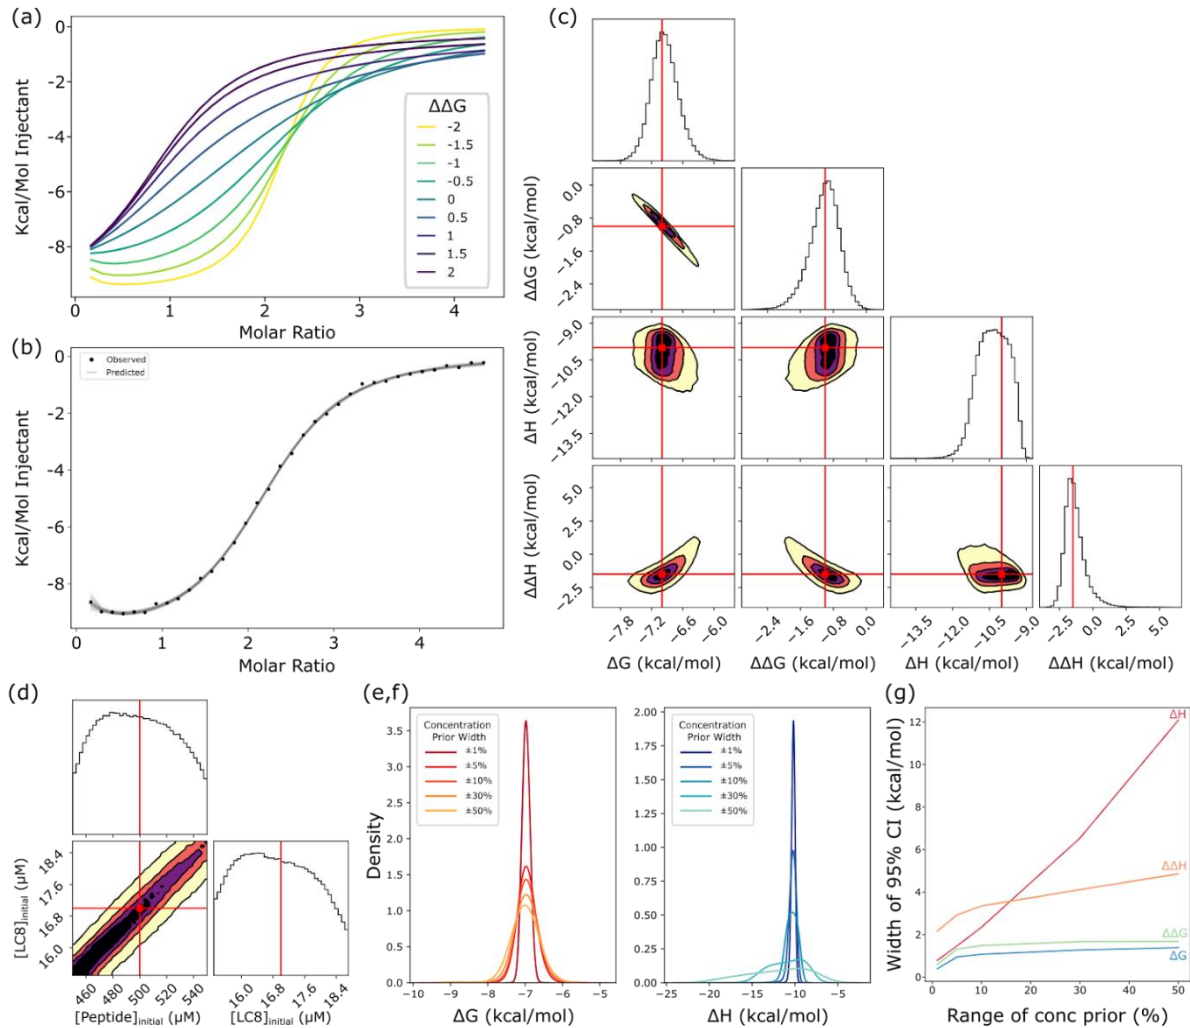 (a)
0
-2
-4
-6
-8
Kcal/Mol Injectant
ΔΔG
-2
-1.5
-1
-0.5
0
0.5
1
1.5
2
0 1 2 3 4
Molar Ratio
(b)
Observed
Predicted
0
-2
-4
-6
-8
Kcal/Mol Injectant
0 1 2 3 4
Molar Ratio
(c)
ΔΔG (kcal/mol)
0.0
−0.8
−1.6
−2.4
ΔH (kcal/mol)
−9.0
−10.5
−12.0
−13.5
ΔΔH (kcal/mol)
5.0
2.5
0.0
−2.5
−7.8 −7.2 −6.6 −6.0
ΔG (kcal/mol)
−2.4 −1.6 −0.8 0.0
ΔΔG (kcal/mol)
−13.5 −12.0 −10.5 −9.0
ΔH (kcal/mol)
−2.5 0.0 2.5 5.0
ΔΔH (kcal/mol)
(d)
[LC8]initial (µM)
18.4
17.6
16.8
16.0
460 480 500 520 540
[Peptide]initial (µM)
16.0 16.8 17.6 18.4
[LC8]initial (µM)
(e,f)
Density
4.0
3.5
3.0
2.5
2.0
1.5
1.0
0.5
0.0
Concentration
Prior Width
±1%
±5%
±10%
±30%
±50%
−10 −9 −8 −7 −6 −5
ΔG (kcal/mol)
2.00
1.75
1.50
1.25
1.00
0.75
0.50
0.25
0.00
Concentration
Prior Width
±1%
±5%
±10%
±30%
±50%
−25 −20 −15 −10 −5 0
ΔH (kcal/mol)
(g)
Width of 95% CI (kcal/mol)
12
10
8
6
4
2
0
ΔH
ΔΔH
ΔΔG
ΔG
0 10 20 30 40 50
Range of conc prior (%)